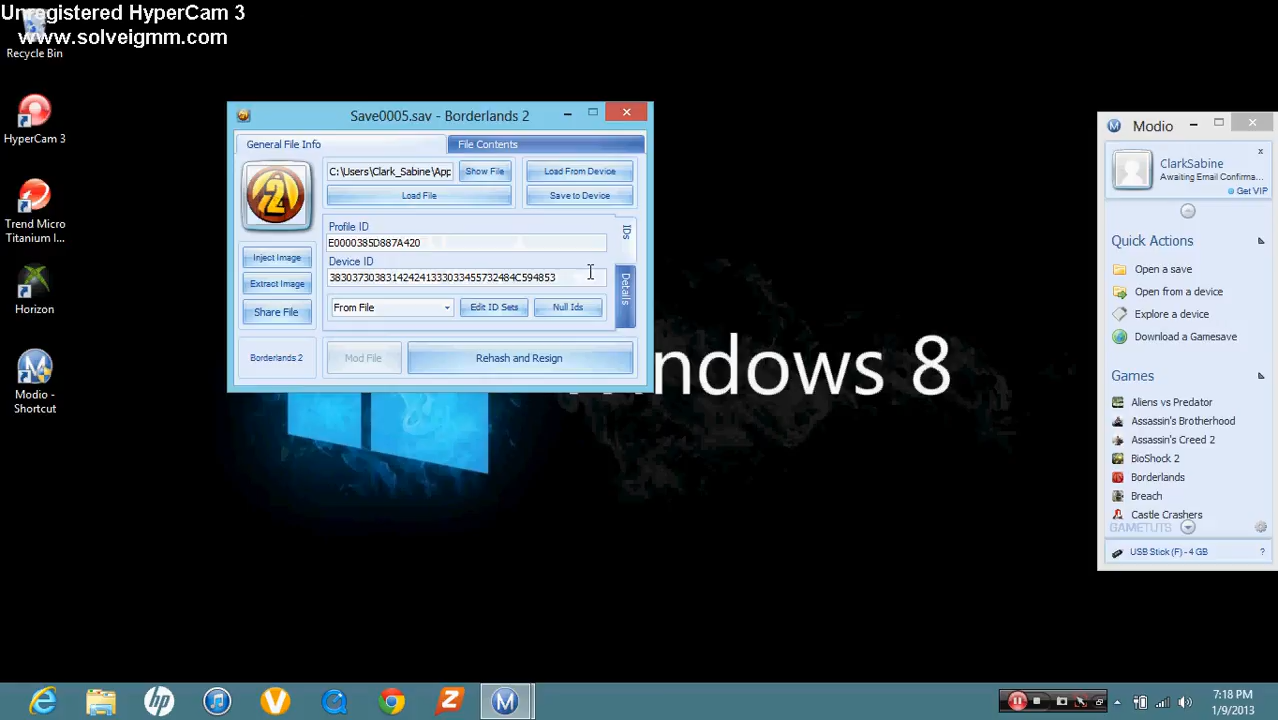 Unregistered HyperCam 3
www.solveigmm.com
Recycle Bin
HyperCam 3
Trend Micro
Titanium I...
Horizon
Modio -
Shortcut
Save0005.sav - Borderlands 2
General File Info
File Contents
C:\Users\Clark_Sabine\App
Show File
Load From Device
Load File
Save to Device
Profile ID
E0000385D887A420
IDs
Device ID
3830373038314242413330334557324B4C594853
Details
Inject Image
Extract Image
Share File
From File
Edit ID Sets
Null Ids
Borderlands 2
Mod File
Rehash and Resign
ndows 8
Modio
ClarkSabine
Awaiting Email Confirma...
Get VIP
Quick Actions
Open a save
Open from a device
Explore a device
Download a Gamesave
Games
Aliens vs Predator
Assassin's Brotherhood
Assassin's Creed 2
BioShock 2
Borderlands
Breach
Castle Crashers
GAMETUTS
USB Stick (F) - 4 GB
?
7:18 PM
1/9/2013